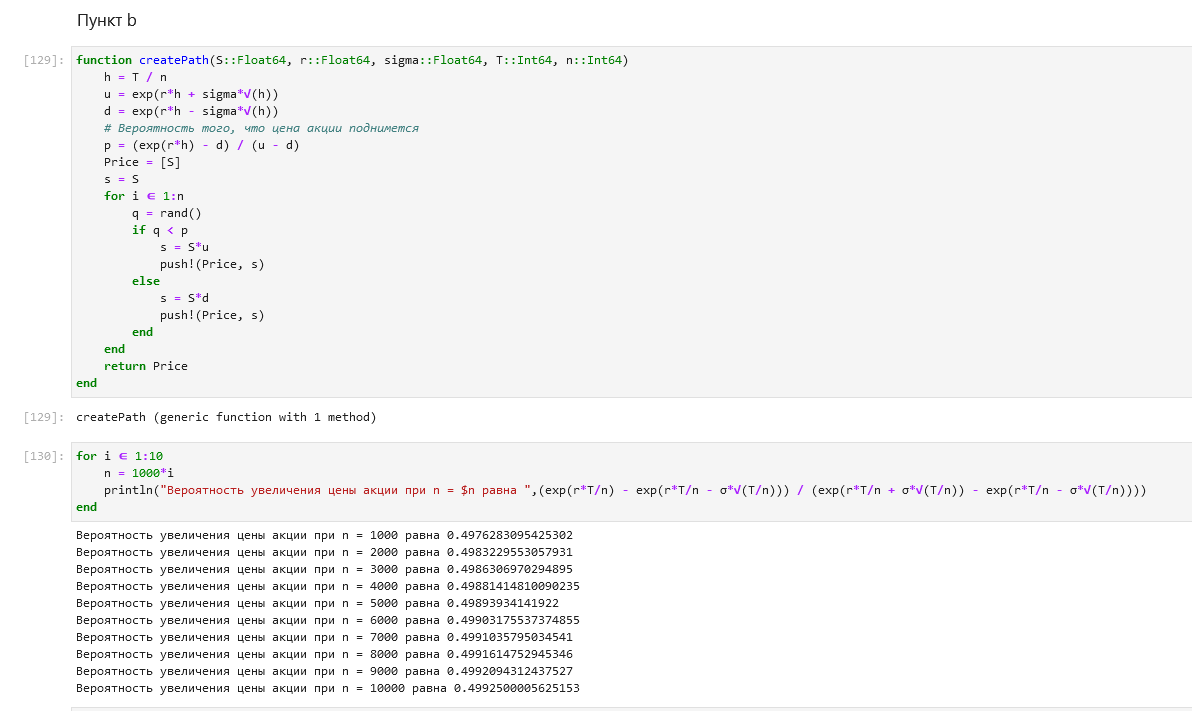 Пункт b
[129]: function createPath(S::Float64, r::Float64, sigma::Float64, T::Int64, n::Int64)
    h = T / n
    u = exp(r*h + sigma*√(h))
    d = exp(r*h - sigma*√(h))
    # Вероятность того, что цена акции поднимется
    p = (exp(r*h) - d) / (u - d)
    Price = [S]
    s = S
    for i ∈ 1:n
        q = rand()
        if q < p
            s = S*u
            push!(Price, s)
        else
            s = S*d
            push!(Price, s)
        end
    end
    return Price
end
[129]: createPath (generic function with 1 method)
[130]: for i ∈ 1:10
    n = 1000*i
    println("Вероятность увеличения цены акции при n = $n равна ",(exp(r*T/n) - exp(r*T/n - σ*√(T/n))) / (exp(r*T/n + σ*√(T/n)) - exp(r*T/n - σ*√(T/n))))
end
Вероятность увеличения цены акции при n = 1000 равна 0.4976283095425302
Вероятность увеличения цены акции при n = 2000 равна 0.4983229553057931
Вероятность увеличения цены акции при n = 3000 равна 0.4986306970294895
Вероятность увеличения цены акции при n = 4000 равна 0.49881414810090235
Вероятность увеличения цены акции при n = 5000 равна 0.49893934141922
Вероятность увеличения цены акции при n = 6000 равна 0.49903175537374855
Вероятность увеличения цены акции при n = 7000 равна 0.4991035795034541
Вероятность увеличения цены акции при n = 8000 равна 0.4991614752945346
Вероятность увеличения цены акции при n = 9000 равна 0.4992094312437527
Вероятность увеличения цены акции при n = 10000 равна 0.4992500005625153